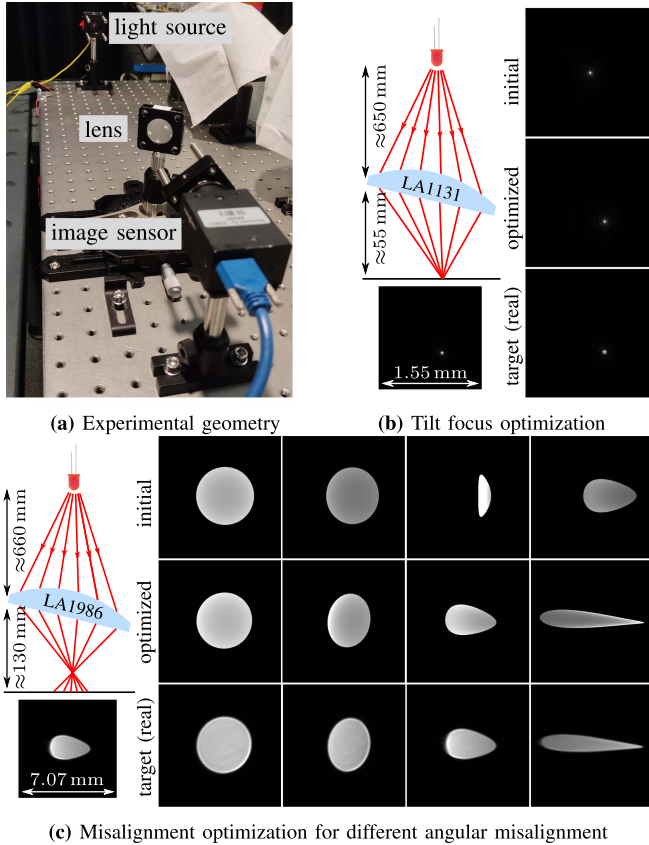 light source
lens
image sensor
(a) Experimental geometry
≈650 mm
LA1131
≈55 mm
1.55 mm
initial
optimized
target (real)
(b) Tilt focus optimization
≈660 mm
LA1986
≈130 mm
7.07 mm
initial
optimized
target (real)
(c) Misalignment optimization for different angular misalignment